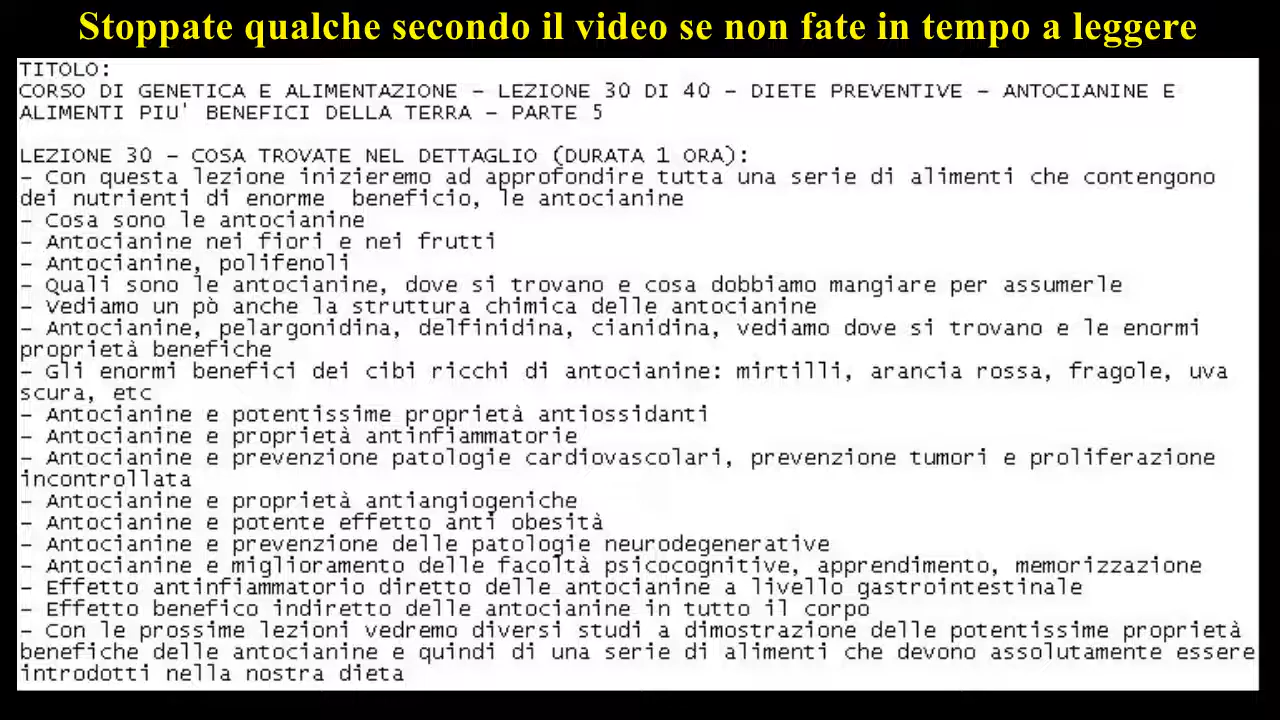 Stoppate qualche secondo il video se non fate in tempo a leggere
TITOLO:
CORSO DI GENETICA E ALIMENTAZIONE – LEZIONE 30 DI 40 – DIETE PREVENTIVE – ANTOCIANINE E
ALIMENTI PIU' BENEFICI DELLA TERRA – PARTE 5
LEZIONE 30 – COSA TROVATE NEL DETTAGLIO (DURATA 1 ORA):
– Con questa lezione inizieremo ad approfondire tutta una serie di alimenti che contengono
dei nutrienti di enorme  beneficio, le antocianine
– Cosa sono le antocianine
– Antocianine nei fiori e nei frutti
– Antocianine, polifenoli
– Quali sono le antocianine, dove si trovano e cosa dobbiamo mangiare per assumerle
– Vediamo un pò anche la struttura chimica delle antocianine
– Antocianine, pelargonidina, delfinidina, cianidina, vediamo dove si trovano e le enormi
proprietà benefiche
– Gli enormi benefici dei cibi ricchi di antocianine: mirtilli, arancia rossa, fragole, uva
scura, etc
– Antocianine e potentissime proprietà antiossidanti
– Antocianine e proprietà antinfiammatorie
– Antocianine e prevenzione patologie cardiovascolari, prevenzione tumori e proliferazione
incontrollata
– Antocianine e proprietà antiangiogeniche
– Antocianine e potente effetto anti obesità
– Antocianine e prevenzione delle patologie neurodegenerative
– Antocianine e miglioramento delle facoltà psicocognitive, apprendimento, memorizzazione
– Effetto antinfiammatorio diretto delle antocianine a livello gastrointestinale
– Effetto benefico indiretto delle antocianine in tutto il corpo
– Con le prossime lezioni vedremo diversi studi a dimostrazione delle potentissime proprietà
benefiche delle antocianine e quindi di una serie di alimenti che devono assolutamente essere
introdotti nella nostra dieta